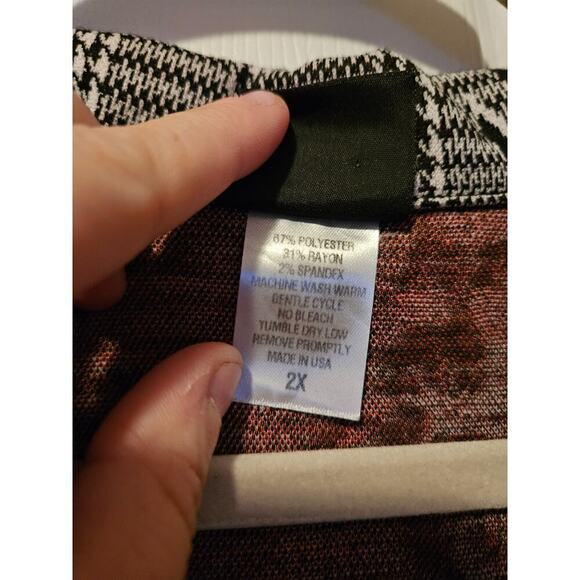 67% POLYESTER
31% RAYON
2% SPANDEX
MACHINE WASH WARM
GENTLE CYCLE
NO BLEACH
TUMBLE DRY LOW
REMOVE PROMPTLY
MADE IN USA
2X